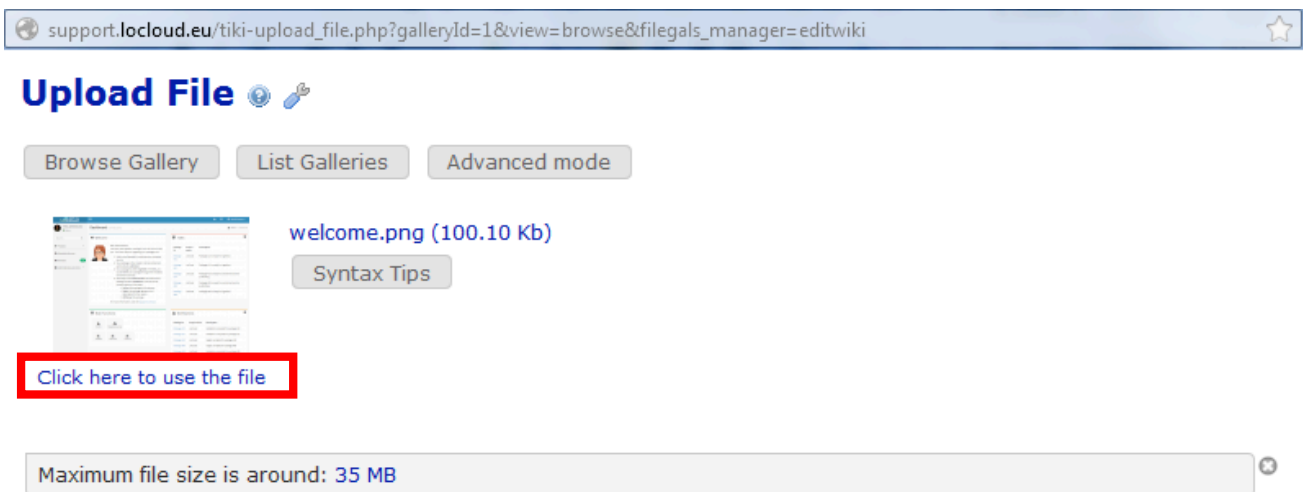 support.locloud.eu/tiki-upload_file.php?galleryId=1&view=browse&filegals_manager=editwiki
Upload File
Browse Gallery List Galleries Advanced mode
welcome.png (100.10 Kb)
Syntax Tips
Click here to use the file
Maximum file size is around: 35 MB